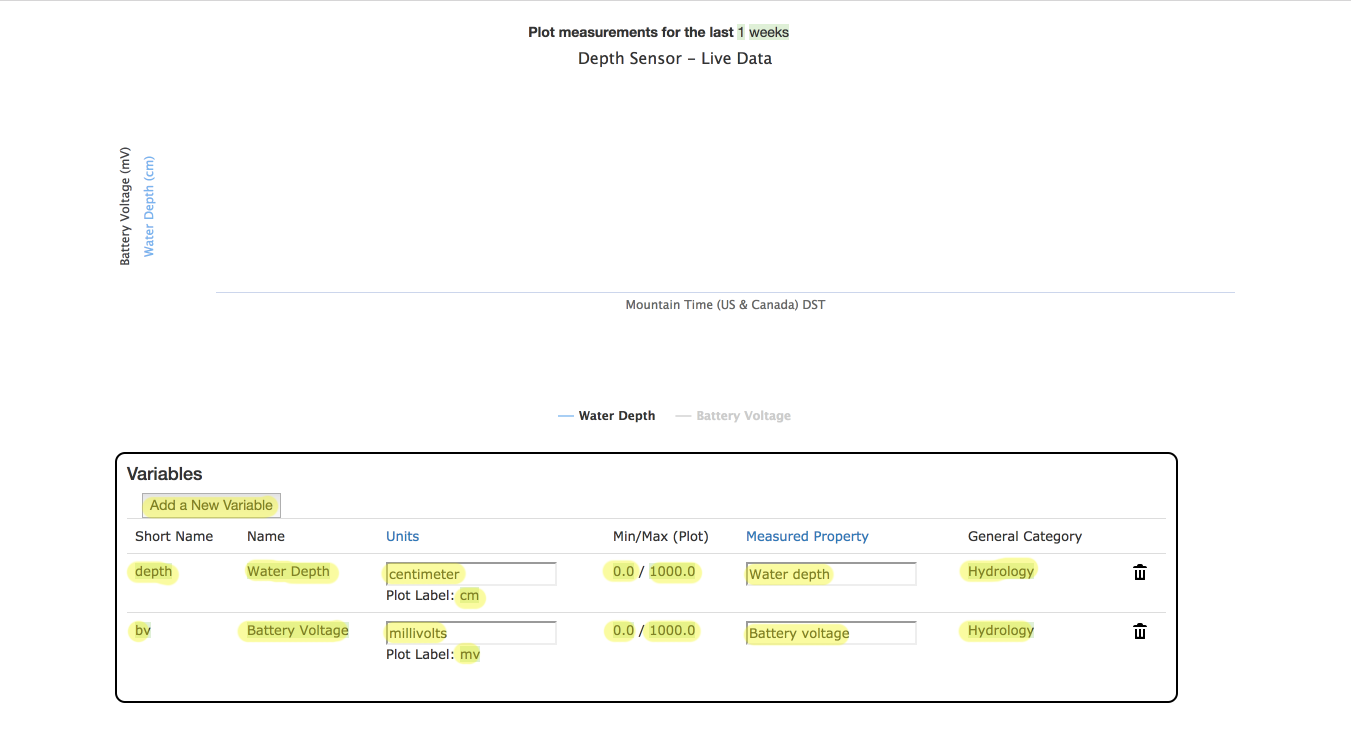 Plot measurements for the last 1 weeks
Depth Sensor – Live Data
Battery Voltage (mV)
Water Depth (cm)
Mountain Time (US & Canada) DST
Water Depth Battery Voltage
Variables
Add a New Variable
Short Name Name Units Min/Max (Plot) Measured Property General Category
depth Water Depth centimeter 0.0 / 1000.0 Water depth Hydrology
Plot Label: cm
bv Battery Voltage millivolts 0.0 / 1000.0 Battery voltage Hydrology
Plot Label: mv